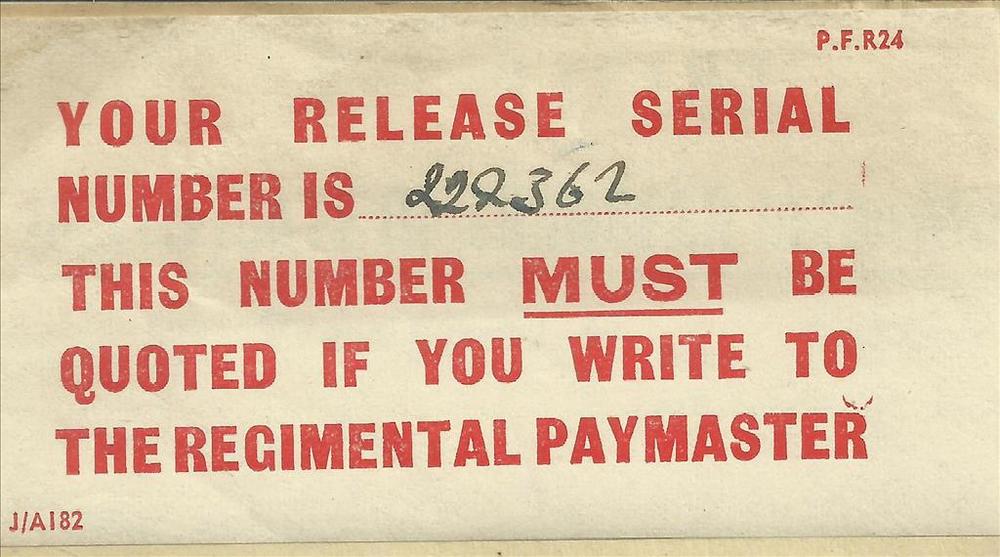 P.F.R24
YOUR RELEASE SERIAL
NUMBER IS 222362
THIS NUMBER MUST BE
QUOTED IF YOU WRITE TO
THE REGIMENTAL PAYMASTER
J/A182